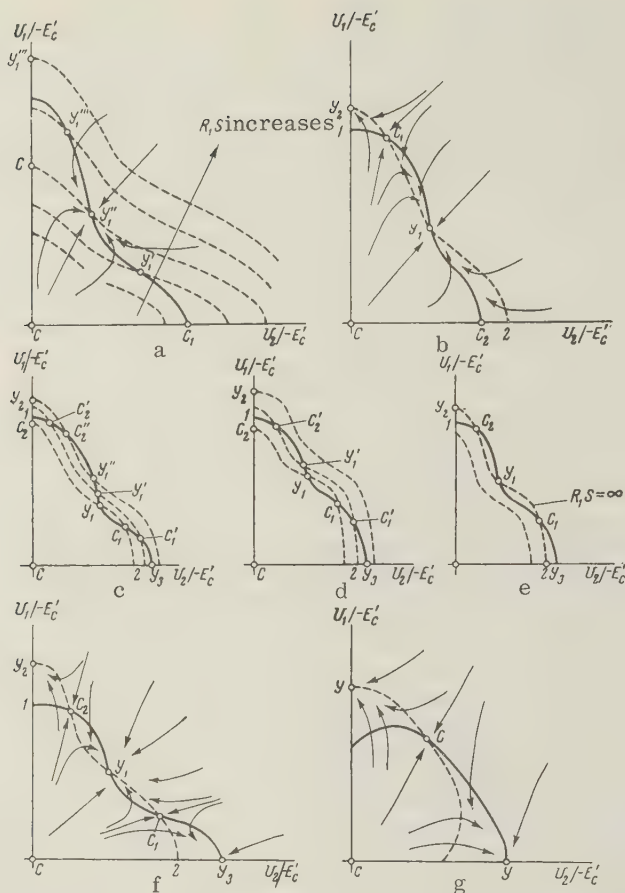 U₁/-E'c
y₁'''
y₁'''
C
y₁''
y₁'
R₁S increases
C
C₁
U₂/-E'c
a
U₁/-E'c
y₂
1
C₁
y₁
C₂
2
U₂/-E'c
b
U₁/-E'c
y₂
1
C₂
C₂'
C₂''
y₁''
y₁'
y₁
C₁
C₁'
C
2
y₃
U₂/-E'c
c
U₁/-E'c
y₂
1
C₂
C₂'
y₁'
y₁
C₁
C₁'
C
2
y₃
U₂/-E'c
d
U₁/-E'c
y₂
1
C₂
y₁
R₁S=∞
C₁
1
2
y₃
U₂/-E'c
e
U₁/-E'c
y₂
1
C₂
y₁
C₁
C
2
y₃
U₂/-E'c
f
U₁/-E'c
y
C
C
y
U₂/-E'c
g